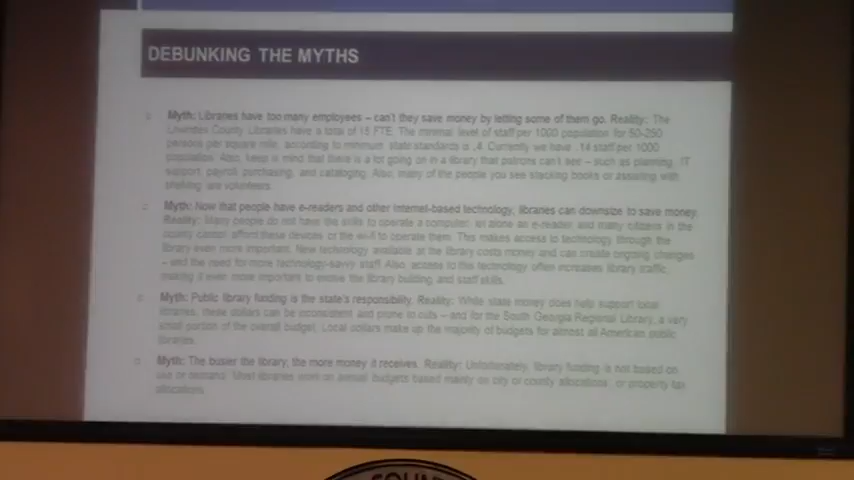 DEBUNKING THE MYTHS
Myth: Libraries have too many employees – can't they save money by letting some of them go. Reality: The
Lowndes County Libraries have a total of 15 FTE. The minimal level of staff per 1000 population for 50-250
persons per square mile, according to minimum state standards is .4. Currently we have .14 staff per 1000
population. Also, keep in mind that there is a lot going on in a library that patrons can't see – such as planning, IT
support, payroll, purchasing, and cataloging. Also, many of the people you see stacking books or assisting with
shelving are volunteers.
Myth: Now that people have e-readers and other Internet-based technology, libraries can downsize to save money.
Reality: Many people do not have the skills to operate a computer, let alone an e-reader, and many citizens in the
county cannot afford these devices or the wi-fi to operate them. This makes access to technology through the
library even more important. New technology available at the library costs money and can create ongoing changes
– and the need for more technology-savvy staff. Also, access to this technology often increases library traffic,
making it even more important to evolve the library building and staff skills.
Myth: Public library funding is the state's responsibility. Reality: While state money does help support local
libraries, these dollars can be inconsistent and prone to cuts – and for the South Georgia Regional Library, a very
small portion of the overall budget. Local dollars make up the majority of budgets for almost all American public
libraries.
Myth: The busier the library, the more money it receives. Reality: Unfortunately, library funding is not based on
use or demand. Most libraries work on annual budgets based mainly on city or county allocations, or property tax
allocations.